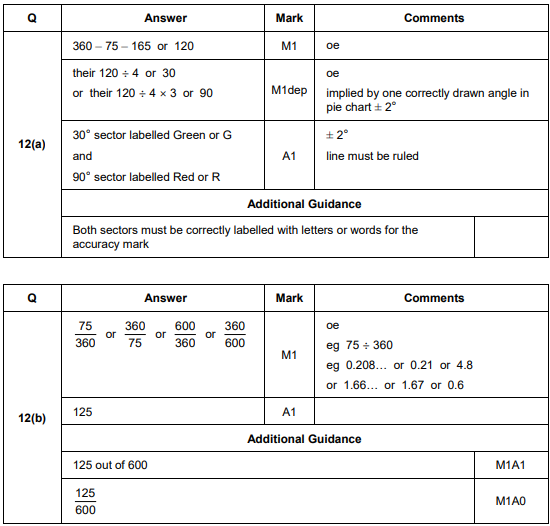 Q Answer Mark Comments
12(a)
360 – 75 – 165 or 120 M1 oe
their 120 ÷ 4 or 30
or their 120 ÷ 4 × 3 or 90
M1dep
oe
implied by one correctly drawn angle in
pie chart ± 2°
30° sector labelled Green or G
and
90° sector labelled Red or R
A1
± 2°
line must be ruled
Additional Guidance
Both sectors must be correctly labelled with letters or words for the
accuracy mark
Q Answer Mark Comments
12(b)
75/360 or 360/75 or 600/360 or 360/600
M1
oe
eg 75 ÷ 360
eg 0.208… or 0.21 or 4.8
or 1.66… or 1.67 or 0.6
125 A1
Additional Guidance
125 out of 600 M1A1
125/600 M1A0